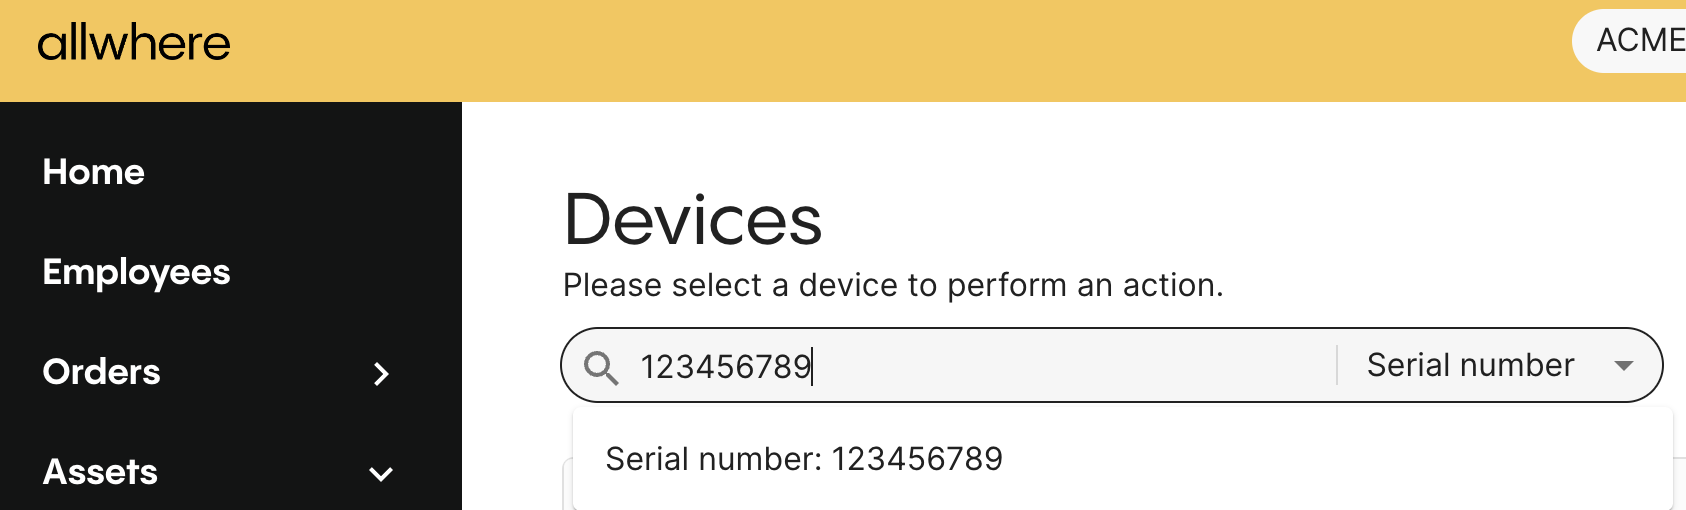 allwhere
ACME
Home
Employees
Orders
Assets
Devices
Please select a device to perform an action.
123456789
Serial number
Serial number: 123456789